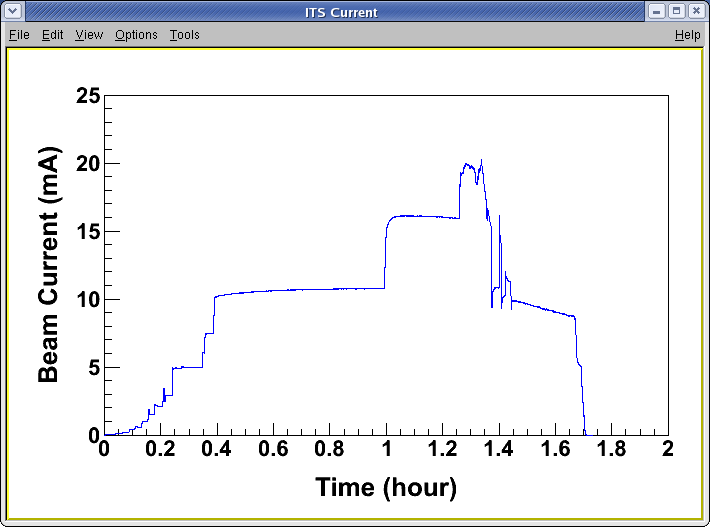 ITS Current
File Edit View Options Tools Help
25
20
15
10
5
0
Beam Current (mA)
0 0.2 0.4 0.6 0.8 1 1.2 1.4 1.6 1.8 2
Time (hour)